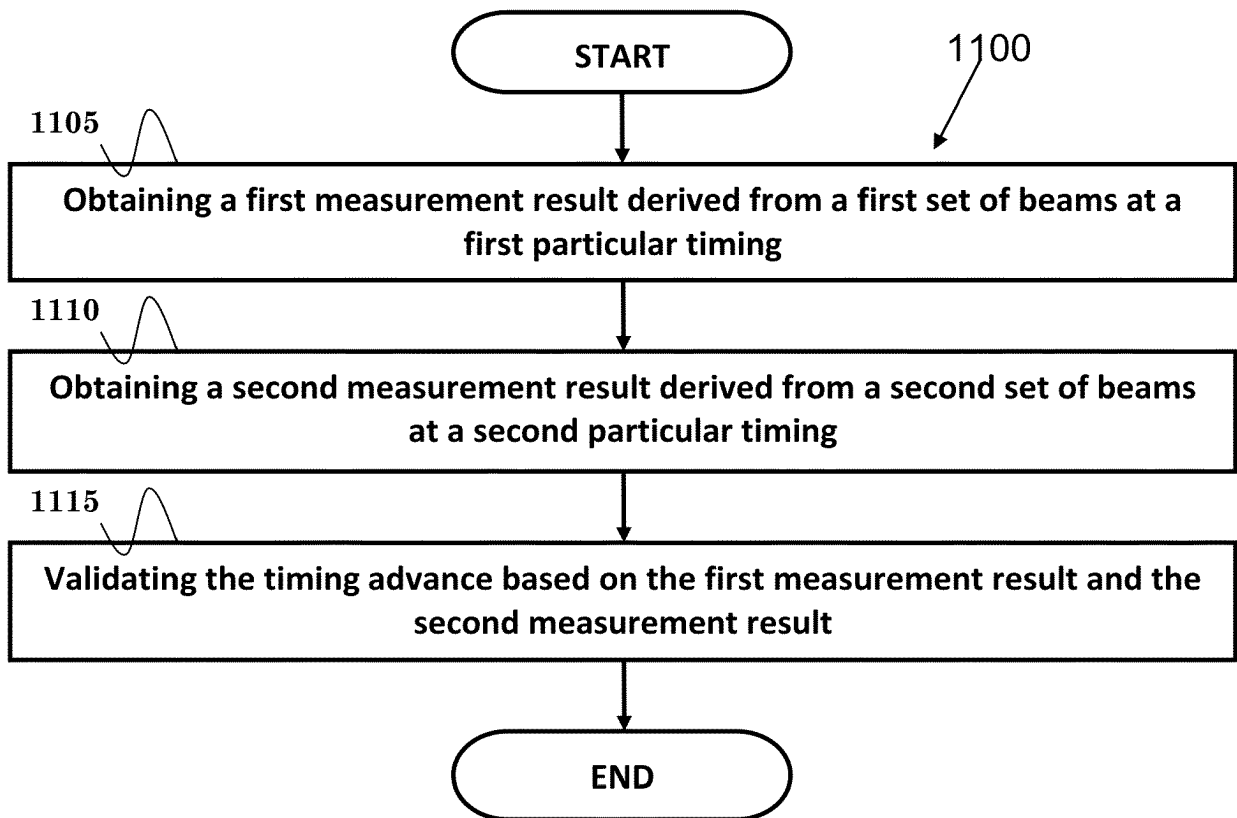 START
1100
1105
Obtaining a first measurement result derived from a first set of beams at a
first particular timing
1110
Obtaining a second measurement result derived from a second set of beams
at a second particular timing
1115
Validating the timing advance based on the first measurement result and the
second measurement result
END